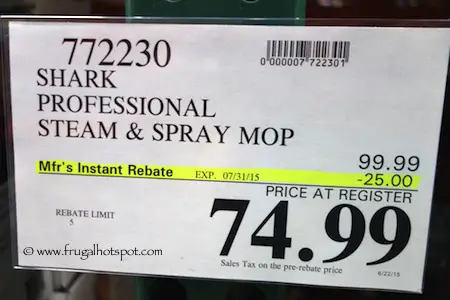 772230
0"000007"722301"
SHARK
PROFESSIONAL
STEAM & SPRAY MOP
99.99
Mfr's Instant Rebate EXP. 07/31/15 -25.00
PRICE AT REGISTER
REBATE LIMIT
5
74.99
© www.frugalhotspot.com
Sales Tax on the pre-rebate price
6/22/15